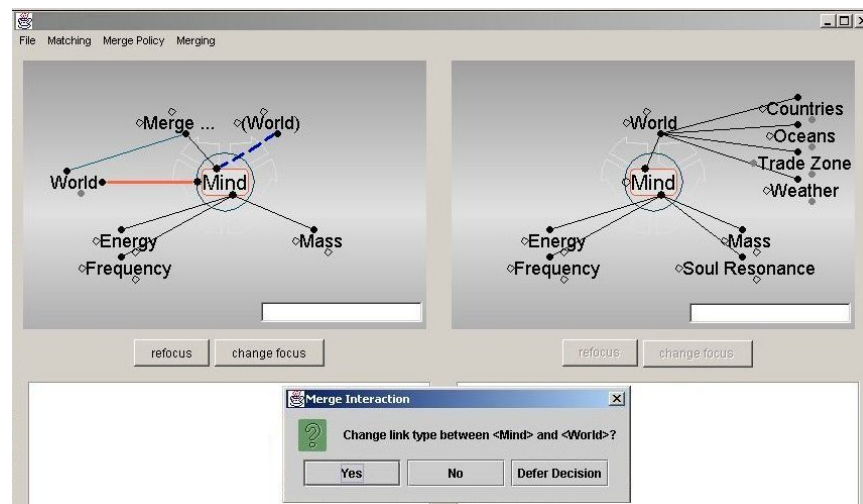 File Matching Merge Policy Merging
Merge ... (World)
World Mind
Energy Mass
Frequency
World Countries
Oceans
Trade Zone
Mind Weather
Energy Mass
Frequency Soul Resonance
refocus change focus refocus change focus
Merge Interaction
Change link type between <Mind> and <World>?
Yes No Defer Decision